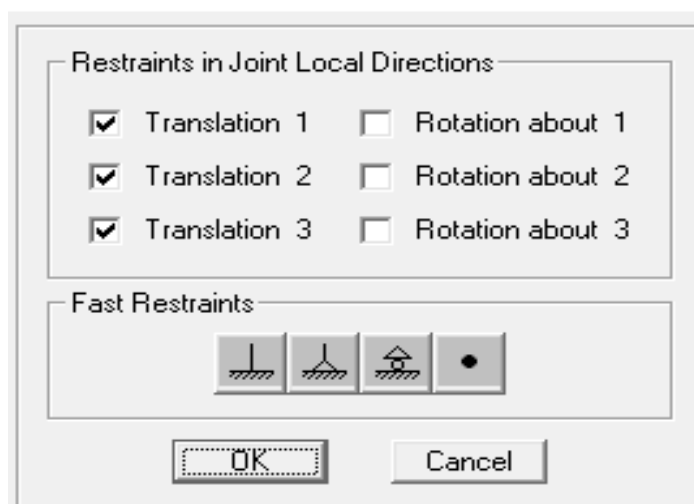 Restraints in Joint Local Directions
Translation 1 Rotation about 1
Translation 2 Rotation about 2
Translation 3 Rotation about 3
Fast Restraints
OK Cancel